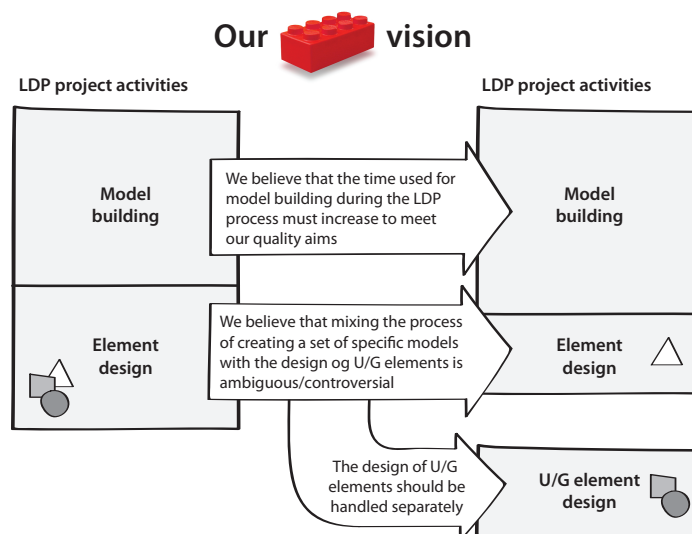 Our vision
LDP project activities
LDP project activities
Model
building
We believe that the time used for
model building during the LDP
process must increase to meet
our quality aims
Model
building
Element
design
We believe that mixing the process
of creating a set of specific models
with the design og U/G elements is
ambiguous/controversial
Element
design
The design of U/G
elements should be
handled separately
U/G element
design